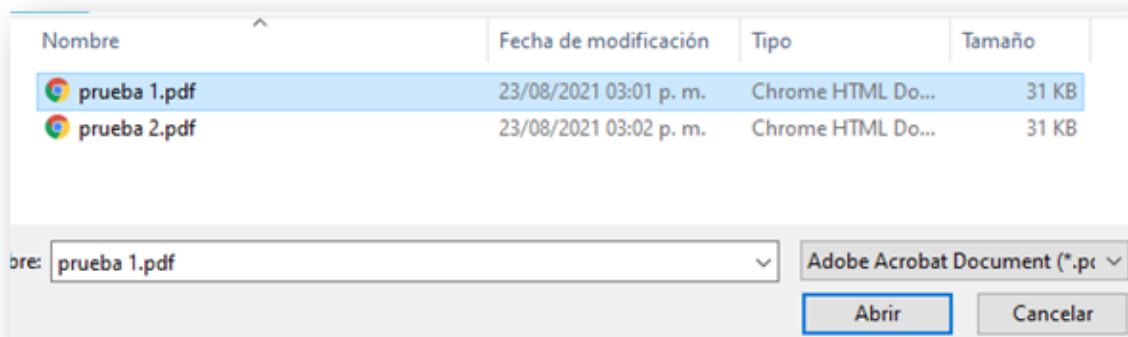 Nombre Fecha de modificación Tipo Tamaño
prueba 1.pdf 23/08/2021 03:01 p. m. Chrome HTML Do... 31 KB
prueba 2.pdf 23/08/2021 03:02 p. m. Chrome HTML Do... 31 KB
bre: prueba 1.pdf Adobe Acrobat Document (*.pd
Abrir Cancelar